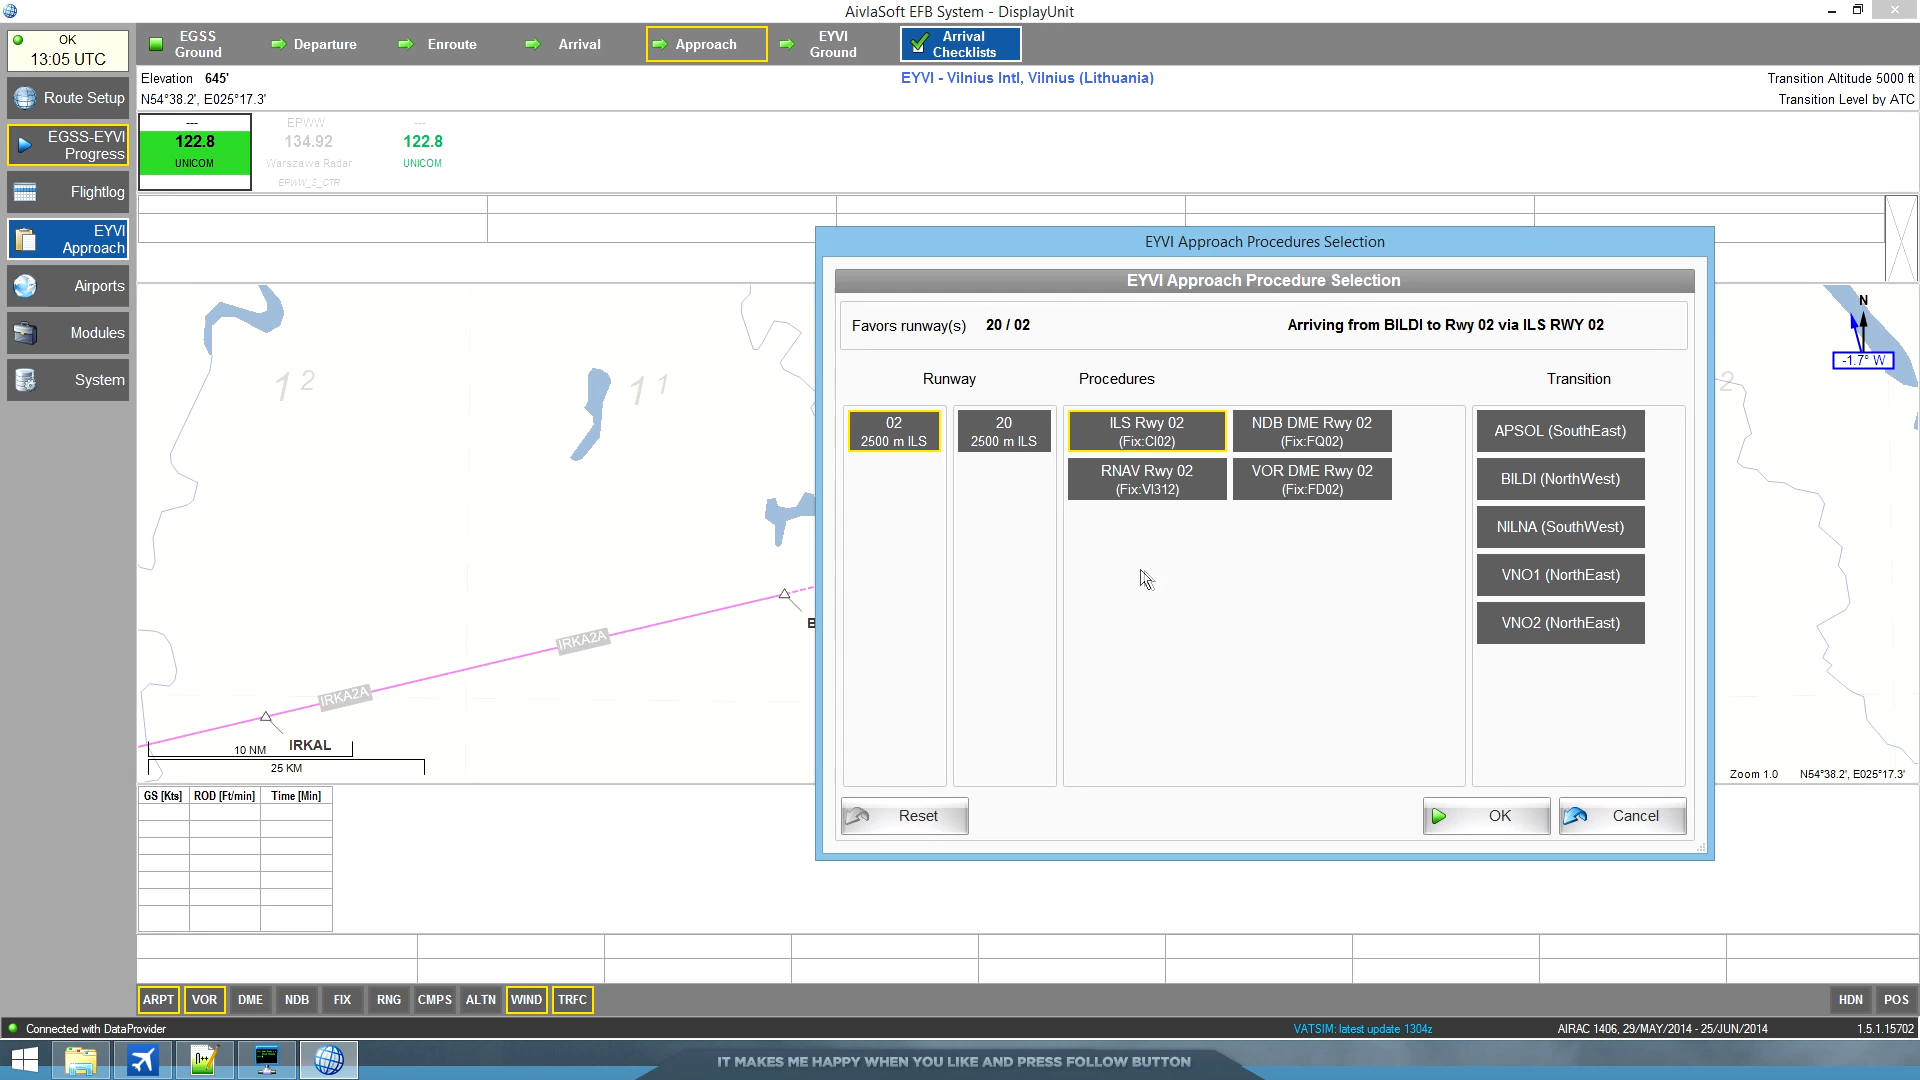 AivlaSoft EFB System - DisplayUnit
OK
13:05 UTC
EGSS
Ground
Departure
Enroute
Arrival
Approach
EYVI
Ground
Arrival
Checklists
Route Setup
EGSS-EYVI
Progress
Flightlog
EYVI
Approach
Airports
Modules
System
Elevation 645'
N54°38.2', E025°17.3'
EYVI - Vilnius Intl, Vilnius (Lithuania)
Transition Altitude 5000 ft
Transition Level by ATC
---
122.8
UNICOM
EPWW
134.92
Warszawa Radar
EPWW_S_CTR
---
122.8
UNICOM
EYVI Approach Procedures Selection
EYVI Approach Procedure Selection
Favors runway(s) 20 / 02
Arriving from BILDI to Rwy 02 via ILS RWY 02
Runway
Procedures
Transition
02
2500 m ILS
20
2500 m ILS
ILS Rwy 02
(Fix:CI02)
NDB DME Rwy 02
(Fix:FQ02)
RNAV Rwy 02
(Fix:VI312)
VOR DME Rwy 02
(Fix:FD02)
APSOL (SouthEast)
BILDI (NorthWest)
NILNA (SouthWest)
VNO1 (NorthEast)
VNO2 (NorthEast)
Reset
OK
Cancel
1 2
1 1
2
N
-1.7° W
B
IRKA2A
IRKA2A
IRKAL
10 NM
25 KM
Zoom 1.0
N54°38.2', E025°17.3'
GS [Kts]
ROD [Ft/min]
Time [Min]
ARPT
VOR
DME
NDB
FIX
RNG
CMPS
ALTN
WIND
TRFC
HDN
POS
Connected with DataProvider
VATSIM: latest update 1304z
AIRAC 1406, 29/MAY/2014 - 25/JUN/2014
1.5.1.15702
IT MAKES ME HAPPY WHEN YOU LIKE AND PRESS FOLLOW BUTTON